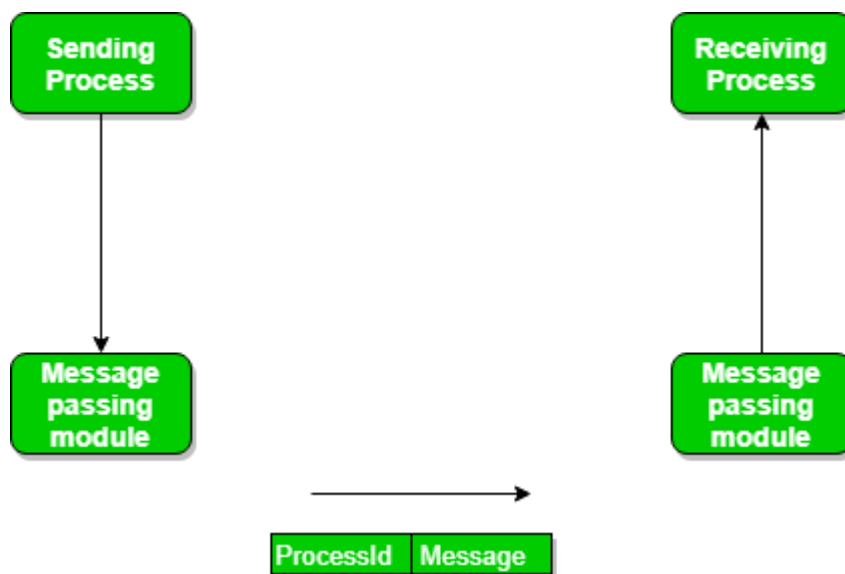 Sending
Process
Receiving
Process
Message
passing
module
Message
passing
module
ProcessId
Message